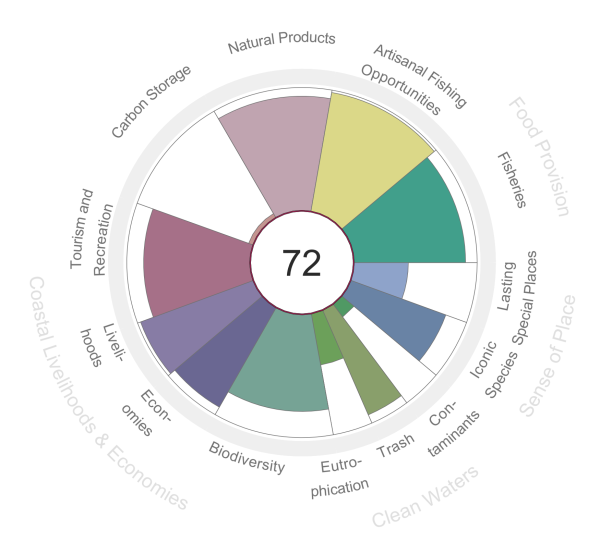 Natural Products
Artisanal Fishing
Opportunities
Food Provision
Fisheries
Lasting
Special Places
Sense of Place
Iconic
Species
Con-
taminants
Clean Waters
Trash
Eutro-
phication
Biodiversity
Econ-
omies
Liveli-
hoods
Coastal Livelihoods & Economies
Tourism and
Recreation
Carbon Storage
72